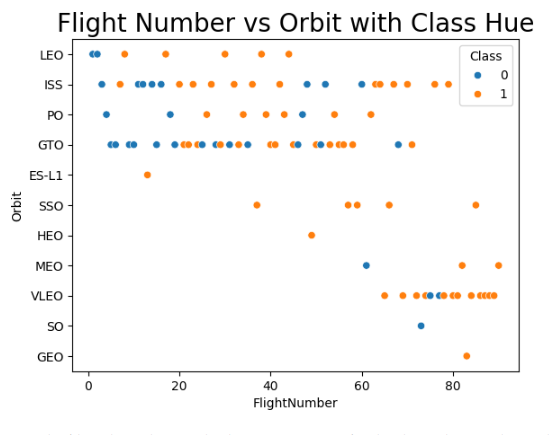 Flight Number vs Orbit with Class Hue
Class
0
1
LEO
ISS
PO
GTO
ES-L1
SSO
HEO
MEO
VLEO
SO
GEO
Orbit
0 20 40 60 80
FlightNumber